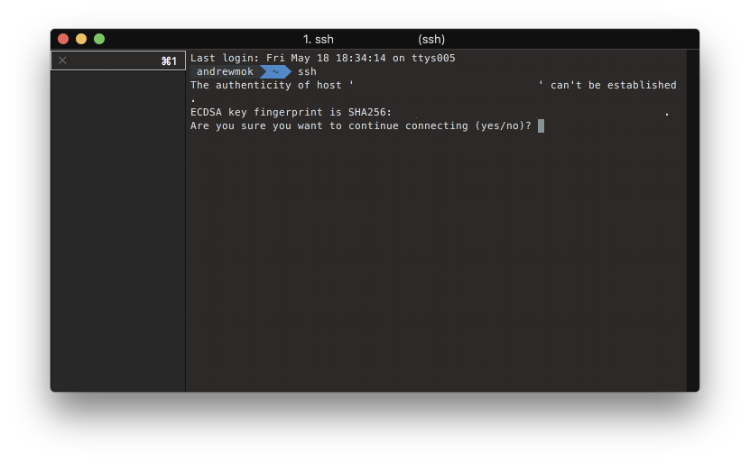 1. ssh (ssh)
⌘1
Last login: Fri May 18 18:34:14 on ttys005
andrewmok ~ ssh
The authenticity of host ' ' can't be established
.
ECDSA key fingerprint is SHA256: .
Are you sure you want to continue connecting (yes/no)?